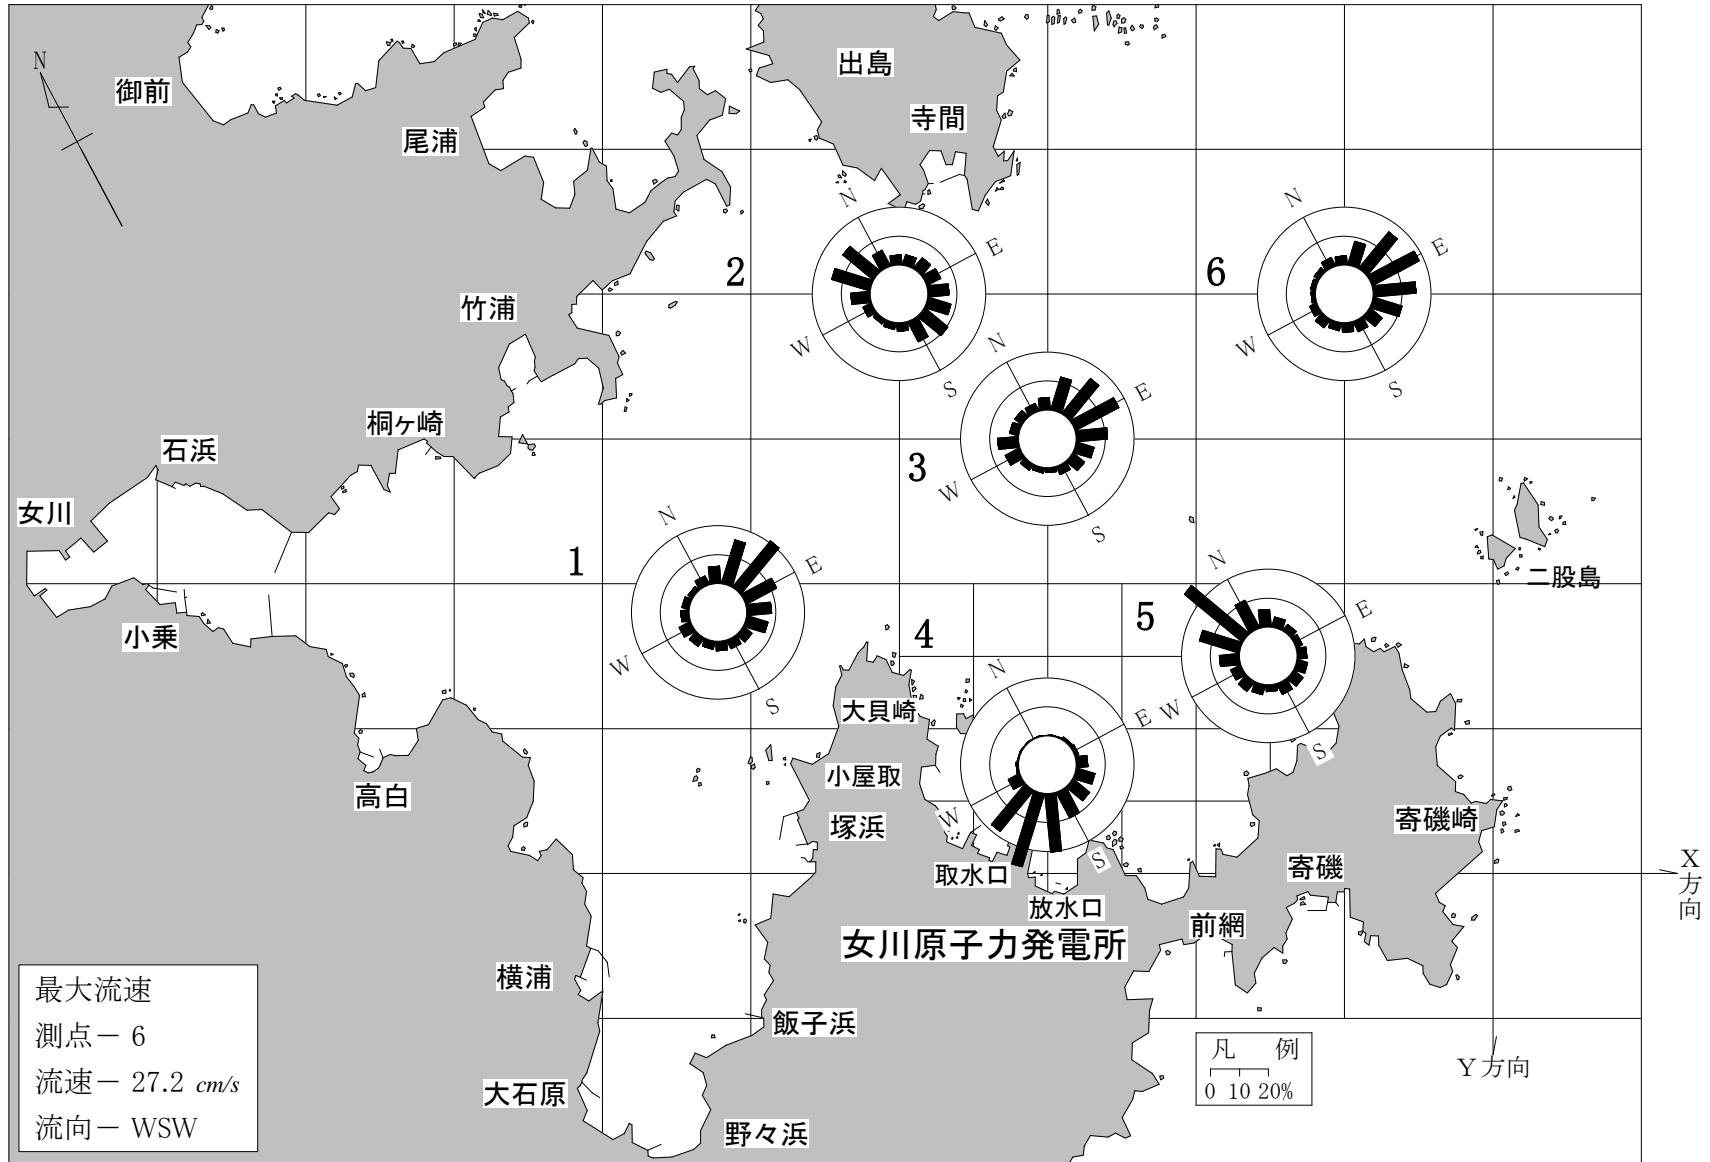 N
御前
尾浦
出島
寺間
N
E
2
W
S
N
E
6
W
S
竹浦
N
E
3
W
S
桐ヶ崎
石浜
女川
N
E
1
W
S
小乗
二股島
N
E
5
W
S
4
N
E
W
S
大貝崎
小屋取
塚浜
高白
取水口
放水口
女川原子力発電所
寄磯崎
寄磯
前網
X方向
横浦
飯子浜
大石原
野々浜
Y方向
凡 例
0 10 20%
最大流速
測点－ 6
流速－ 27.2 cm/s
流向－ WSW